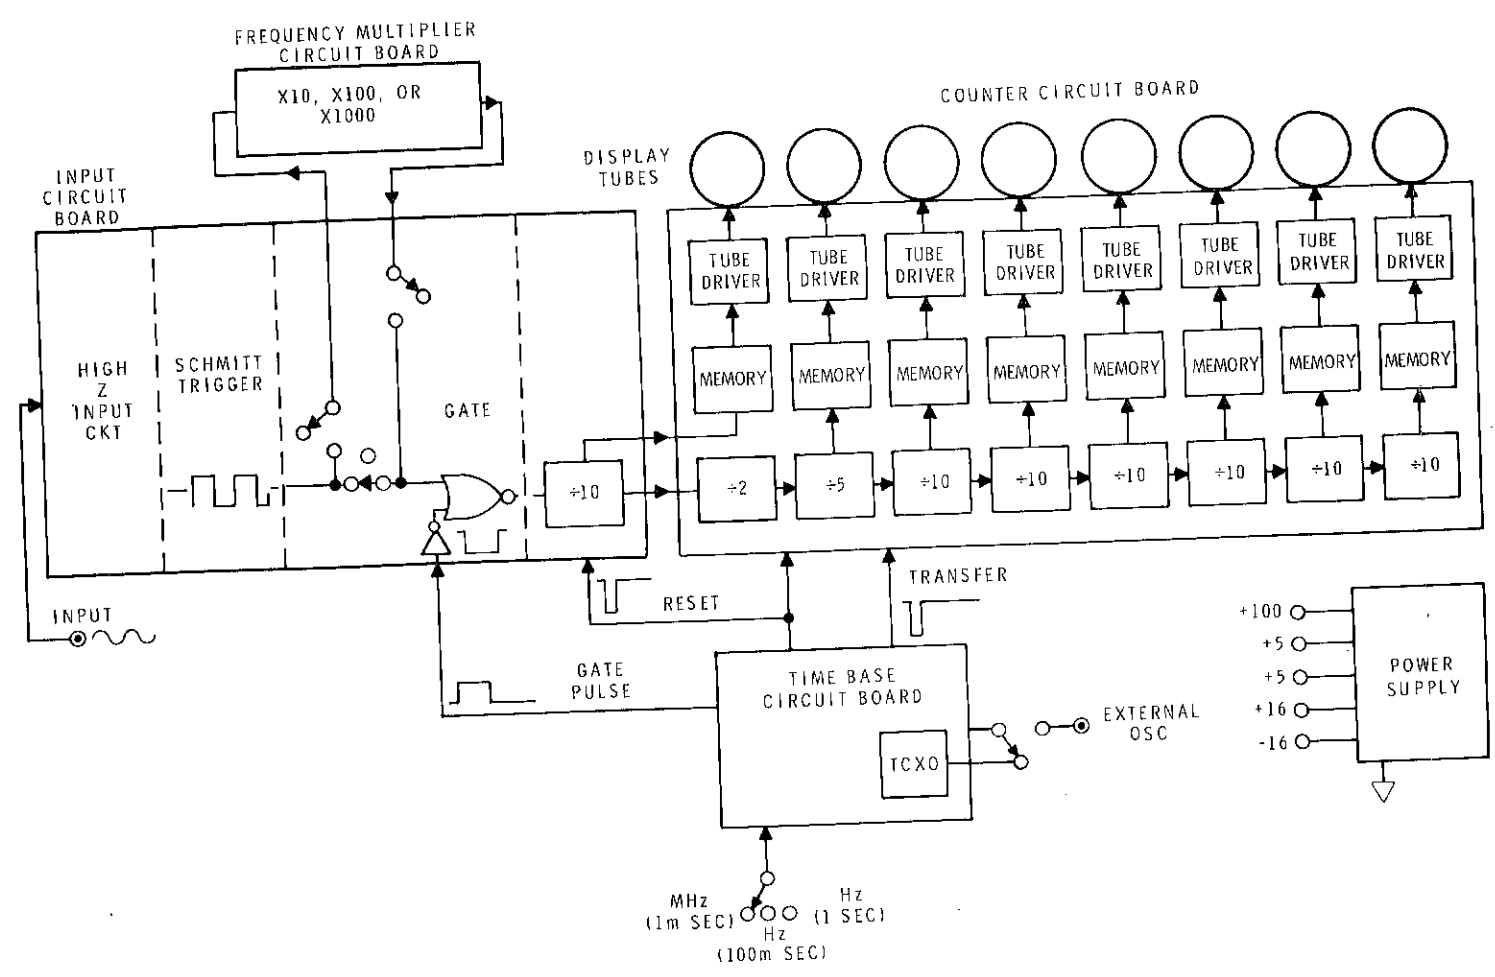 FREQUENCY MULTIPLIER
CIRCUIT BOARD
X10, X100, OR
X1000
COUNTER CIRCUIT BOARD
DISPLAY
TUBES
INPUT
CIRCUIT
BOARD
HIGH
Z
INPUT
CKT
SCHMITT
TRIGGER
GATE
÷10
TUBE
DRIVER
TUBE
DRIVER
TUBE
DRIVER
TUBE
DRIVER
TUBE
DRIVER
TUBE
DRIVER
TUBE
DRIVER
TUBE
DRIVER
MEMORY
MEMORY
MEMORY
MEMORY
MEMORY
MEMORY
MEMORY
MEMORY
÷2
÷5
÷10
÷10
÷10
÷10
÷10
÷10
INPUT
RESET
TRANSFER
GATE
PULSE
TIME BASE
CIRCUIT BOARD
TCXO
EXTERNAL
OSC
+100
+5
+5
+16
-16
POWER
SUPPLY
MHz
(1m SEC)
Hz
(100m SEC)
Hz
(1 SEC)